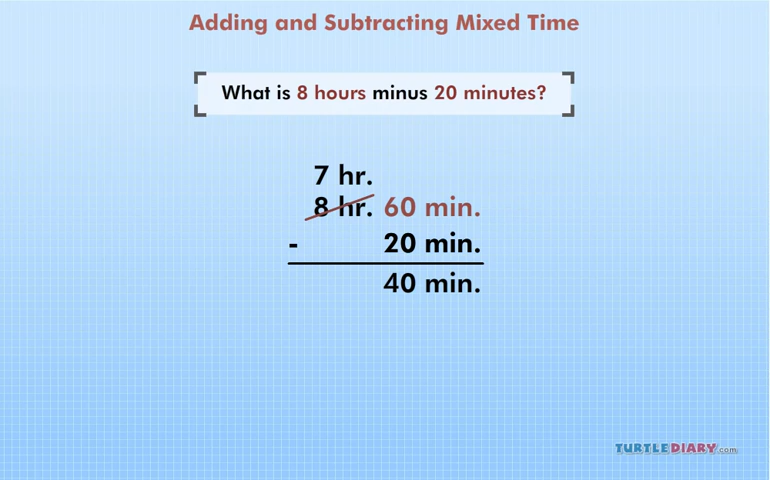 Adding and Subtracting Mixed Time
What is 8 hours minus 20 minutes?
7 hr.
8 hr. 60 min.
- 20 min.
40 min.
TURTLEDIARY.com